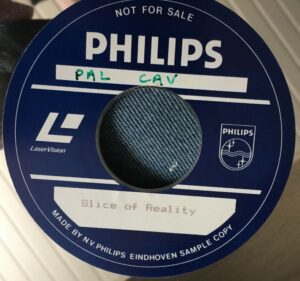 NOT FOR SALE
PHILIPS
PAL CAV
LaserVision
PHILIPS
Slice of Reality
MADE BY N.V. PHILIPS EINDHOVEN SAMPLE COPY